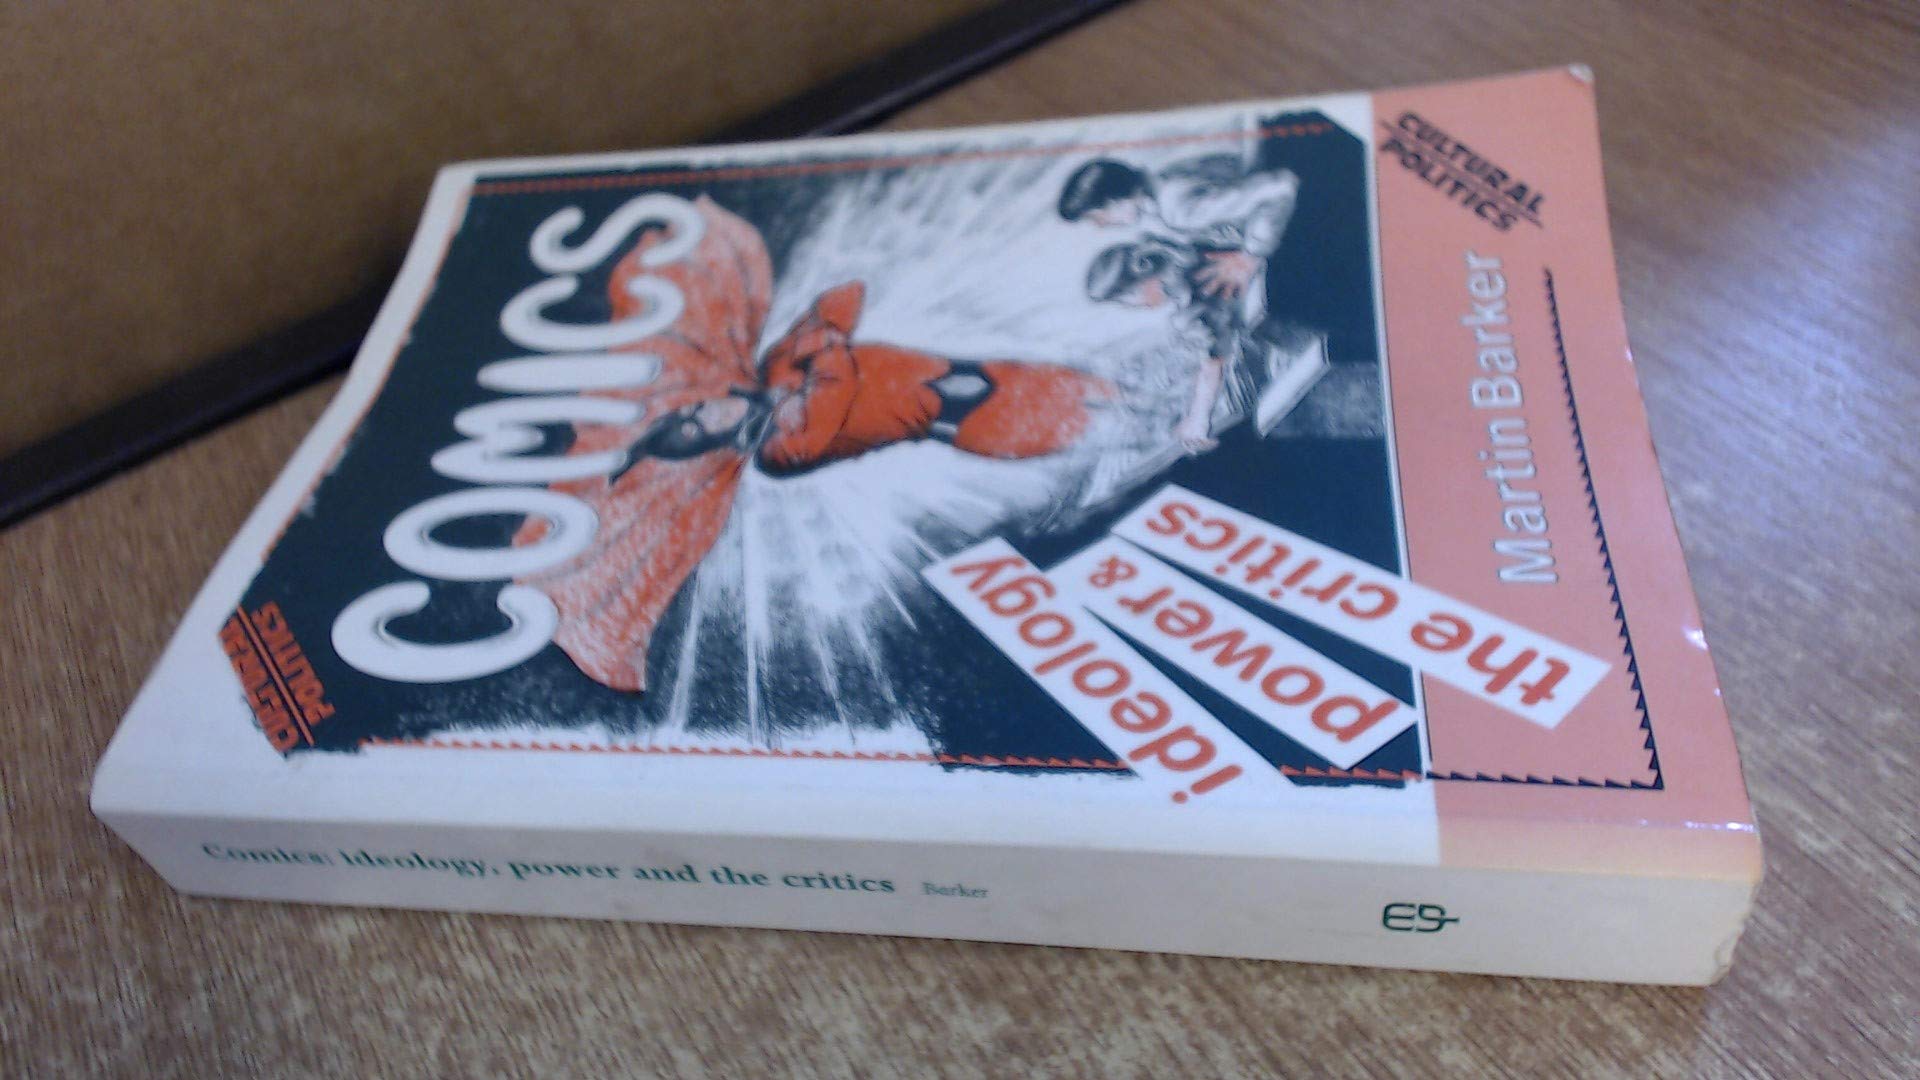 CULTURAL
POLITICS
COMICS
ideology
power &
the critics
CULTURAL
POLITICS
Martin Barker
Comics: ideology, power and the critics Barker